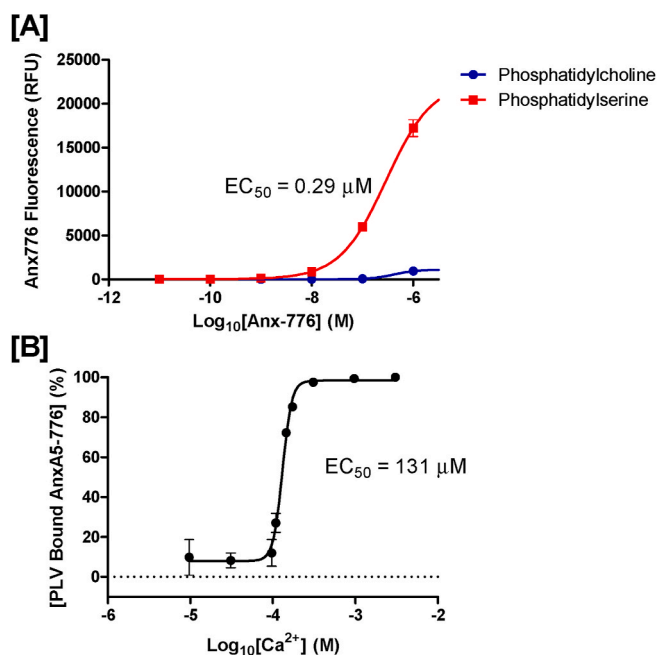 [A]
Anx776 Fluorescence (RFU)
25000
20000
15000
10000
5000
0
Phosphatidylcholine
Phosphatidylserine
EC50 = 0.29 μM
-12
-10
-8
-6
Log10[Anx-776] (M)
[B]
[PLV Bound AnxA5-776] (%)
100
80
60
40
20
0
EC50 = 131 μM
-6
-5
-4
-3
-2
Log10[Ca2+] (M)